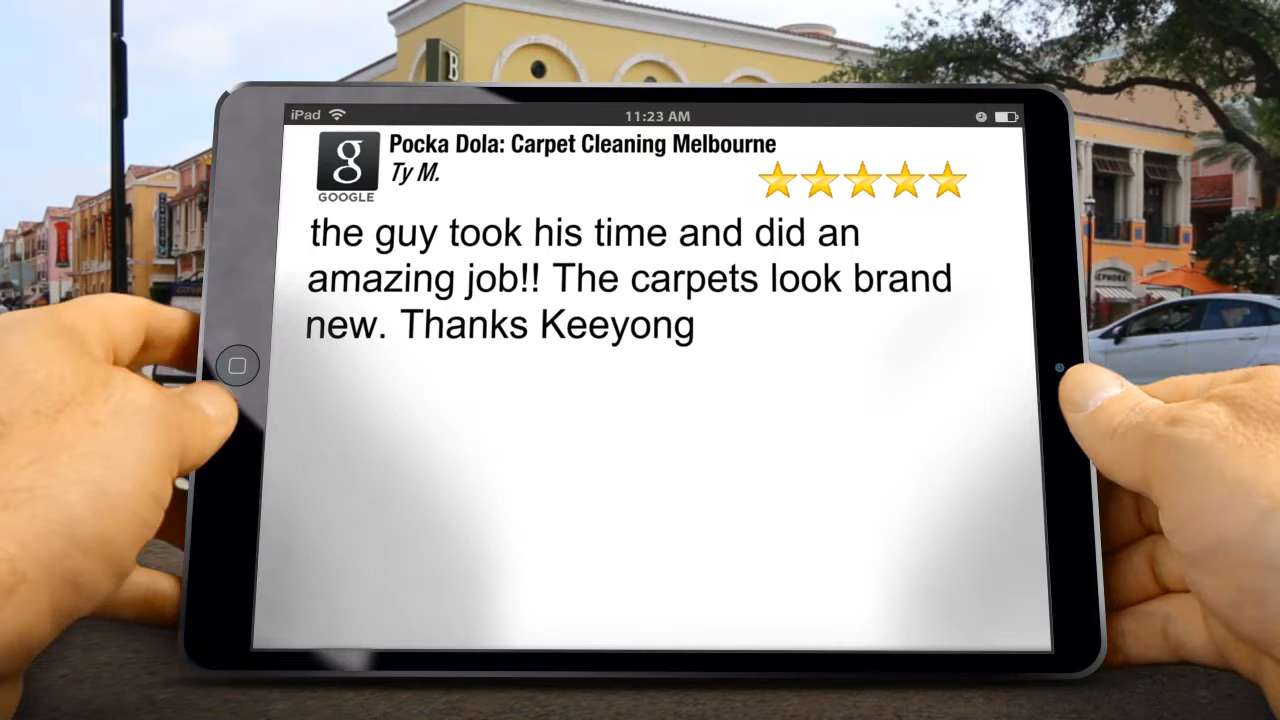 iPad 11:23 AM
g
GOOGLE
Pocka Dola: Carpet Cleaning Melbourne
Ty M.
the guy took his time and did an
amazing job!! The carpets look brand
new. Thanks Keeyong
B
SEPHORA